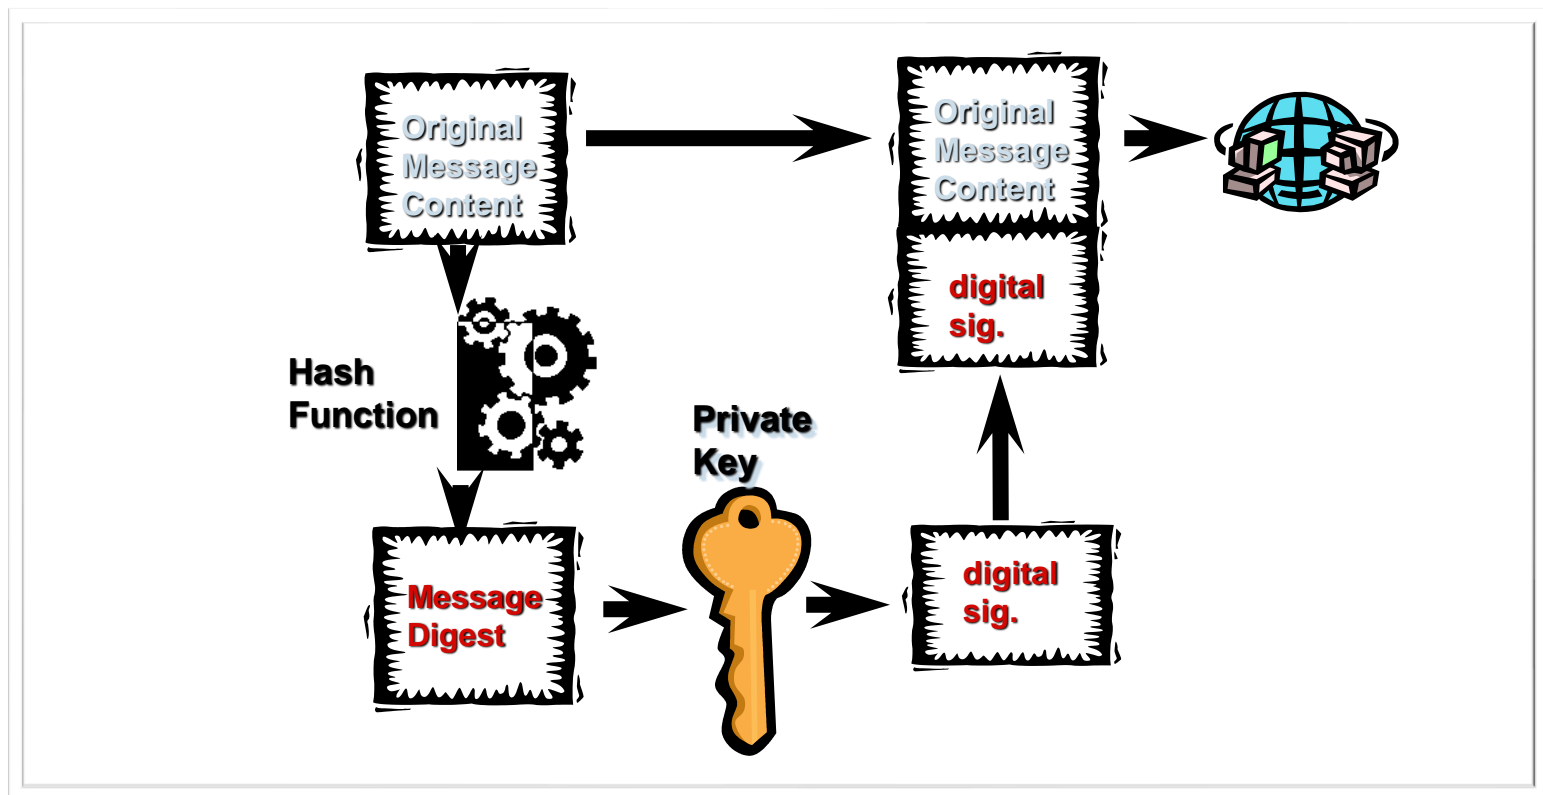 Original
Message
Content
Original
Message
Content
digital
sig.
Hash
Function
Private
Key
Message
Digest
digital
sig.